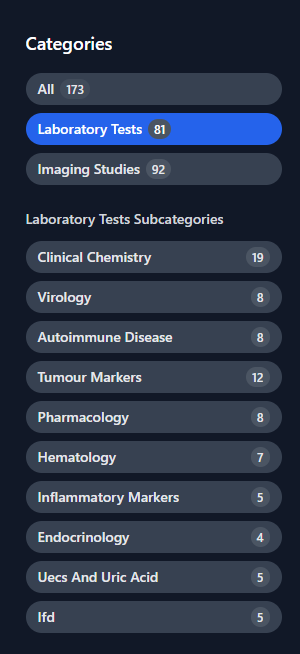 Categories
All 173
Laboratory Tests 81
Imaging Studies 92
Laboratory Tests Subcategories
Clinical Chemistry 19
Virology 8
Autoimmune Disease 8
Tumour Markers 12
Pharmacology 8
Hematology 7
Inflammatory Markers 5
Endocrinology 4
Uecs And Uric Acid 5
Ifd 5